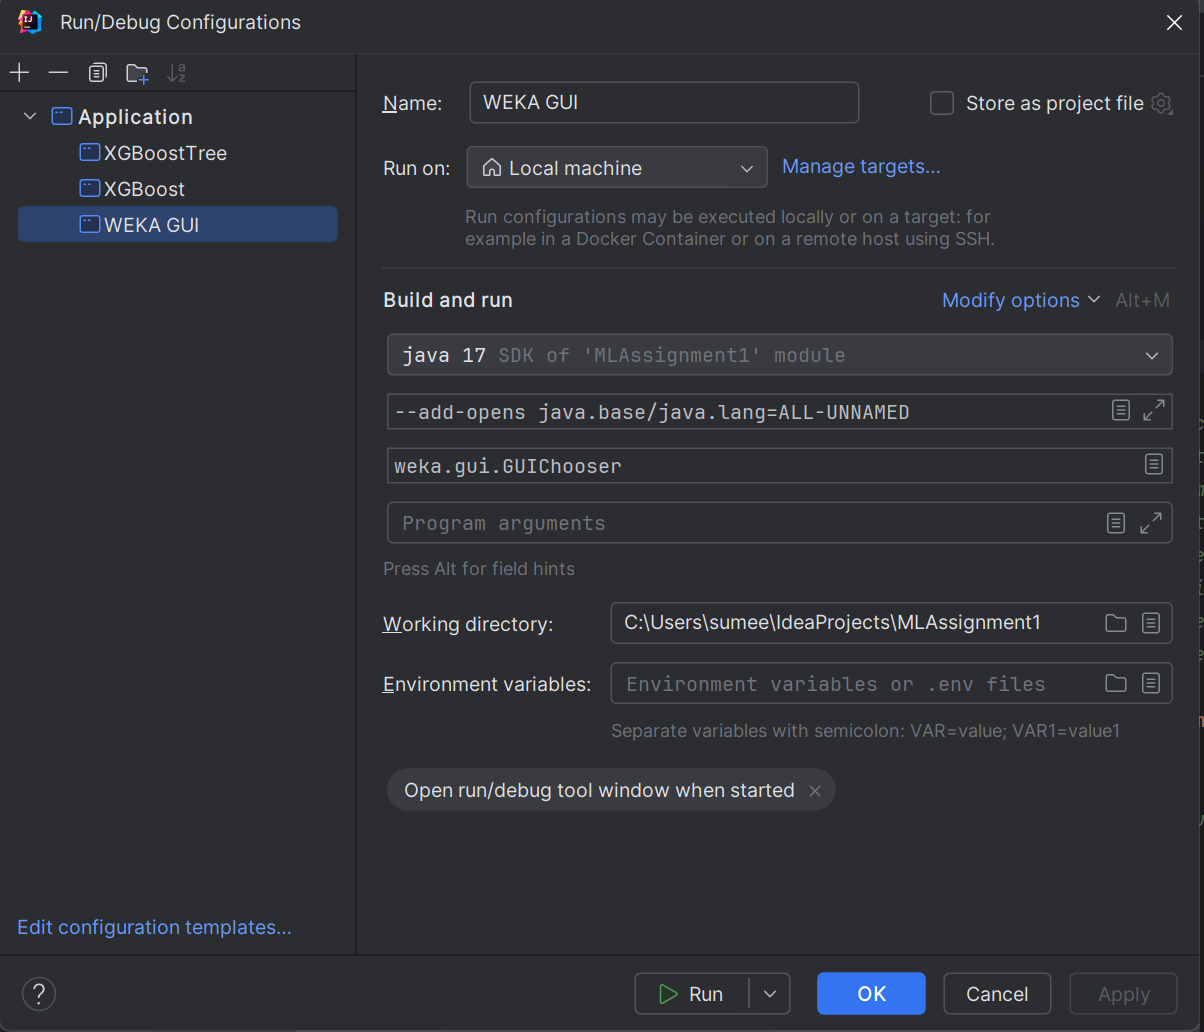 Run/Debug Configurations
Application
XGBoostTree
XGBoost
WEKA GUI
Edit configuration templates...
Name: WEKA GUI Store as project file
Run on: Local machine Manage targets...
Run configurations may be executed locally or on a target: for
example in a Docker Container or on a remote host using SSH.
Build and run Modify options Alt+M
java 17 SDK of 'MLAssignment1' module
--add-opens java.base/java.lang=ALL-UNNAMED
weka.gui.GUIChooser
Program arguments
Press Alt for field hints
Working directory: C:\Users\sumee\IdeaProjects\MLAssignment1
Environment variables: Environment variables or .env files
Separate variables with semicolon: VAR=value; VAR1=value1
Open run/debug tool window when started ×
? Run OK Cancel Apply